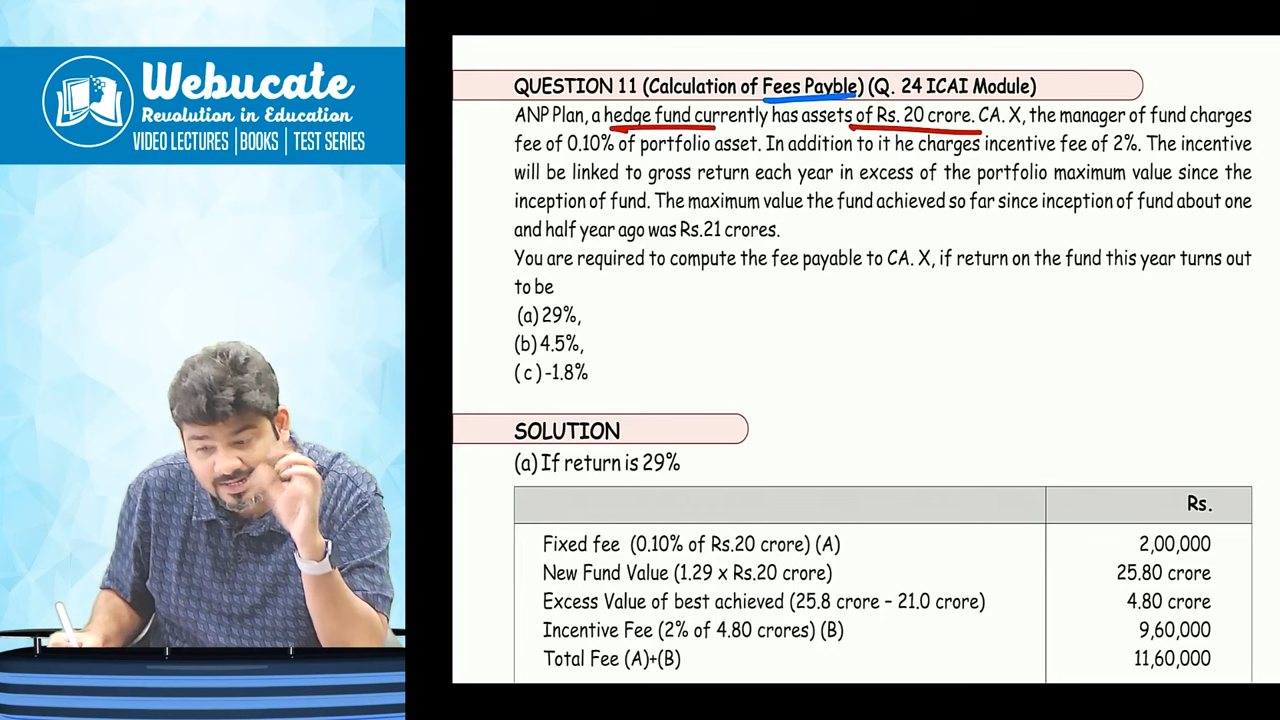 Webucate
Revolution in Education
VIDEO LECTURES | BOOKS | TEST SERIES
QUESTION 11 (Calculation of Fees Payble) (Q. 24 ICAI Module)
ANP Plan, a hedge fund currently has assets of Rs. 20 crore. CA. X, the manager of fund charges
fee of 0.10% of portfolio asset. In addition to it he charges incentive fee of 2%. The incentive
will be linked to gross return each year in excess of the portfolio maximum value since the
inception of fund. The maximum value the fund achieved so far since inception of fund about one
and half year ago was Rs.21 crores.
You are required to compute the fee payable to CA. X, if return on the fund this year turns out
to be
(a) 29%,
(b) 4.5%,
( c ) -1.8%
SOLUTION
(a) If return is 29%
Rs.
Fixed fee (0.10% of Rs.20 crore) (A) 2,00,000
New Fund Value (1.29 x Rs.20 crore) 25.80 crore
Excess Value of best achieved (25.8 crore – 21.0 crore) 4.80 crore
Incentive Fee (2% of 4.80 crores) (B) 9,60,000
Total Fee (A)+(B) 11,60,000